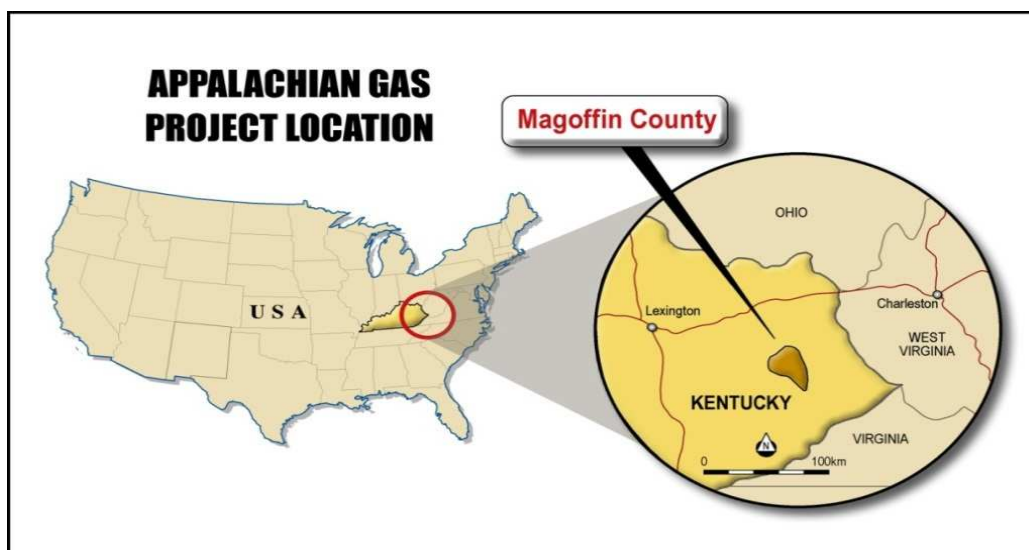 APPALACHIAN GAS
PROJECT LOCATION
Magoffin County
USA
OHIO
Lexington
Charleston
WEST
VIRGINIA
KENTUCKY
VIRGINIA
N
0 100km